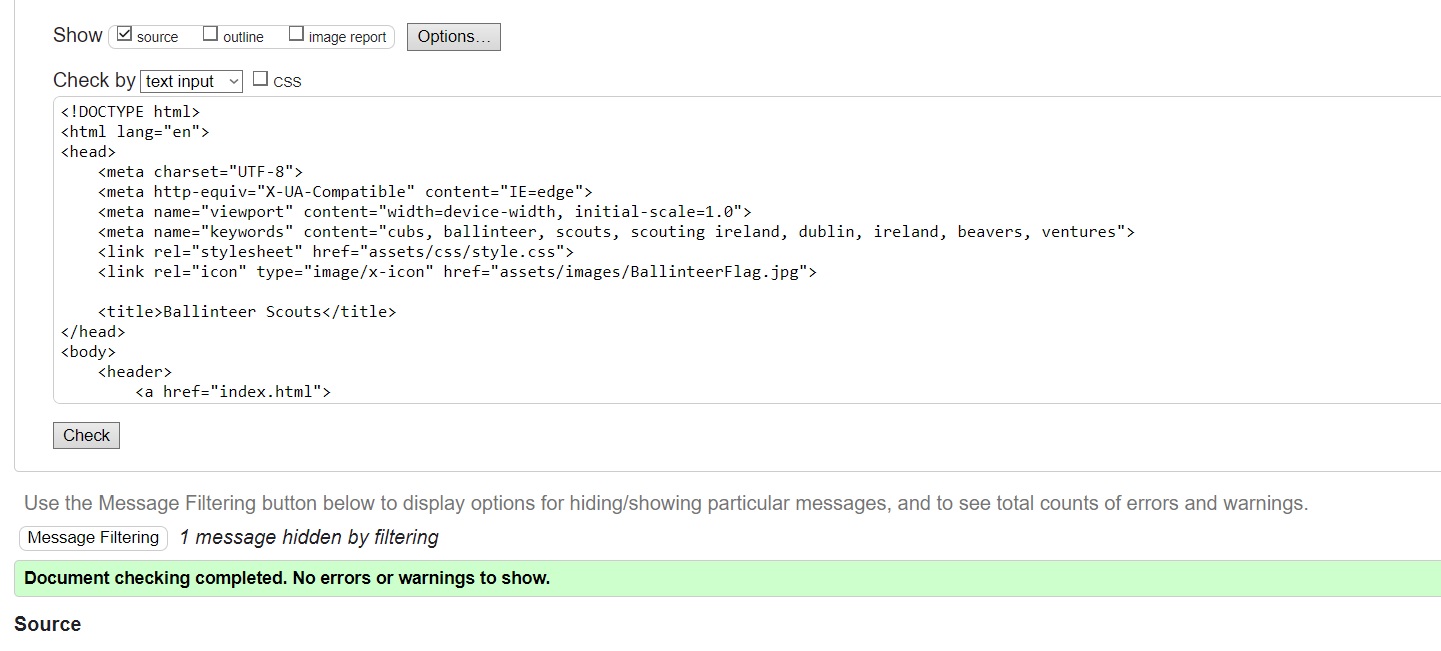 Show source outline image report Options...
Check by text input css
<!DOCTYPE html>
<html lang="en">
<head>
    <meta charset="UTF-8">
    <meta http-equiv="X-UA-Compatible" content="IE=edge">
    <meta name="viewport" content="width=device-width, initial-scale=1.0">
    <meta name="keywords" content="cubs, ballinteer, scouts, scouting ireland, dublin, ireland, beavers, ventures">
    <link rel="stylesheet" href="assets/css/style.css">
    <link rel="icon" type="image/x-icon" href="assets/images/BallinteerFlag.jpg">
    <title>Ballinteer Scouts</title>
</head>
<body>
    <header>
        <a href="index.html">
Check
Use the Message Filtering button below to display options for hiding/showing particular messages, and to see total counts of errors and warnings.
Message Filtering 1 message hidden by filtering
Document checking completed. No errors or warnings to show.
Source